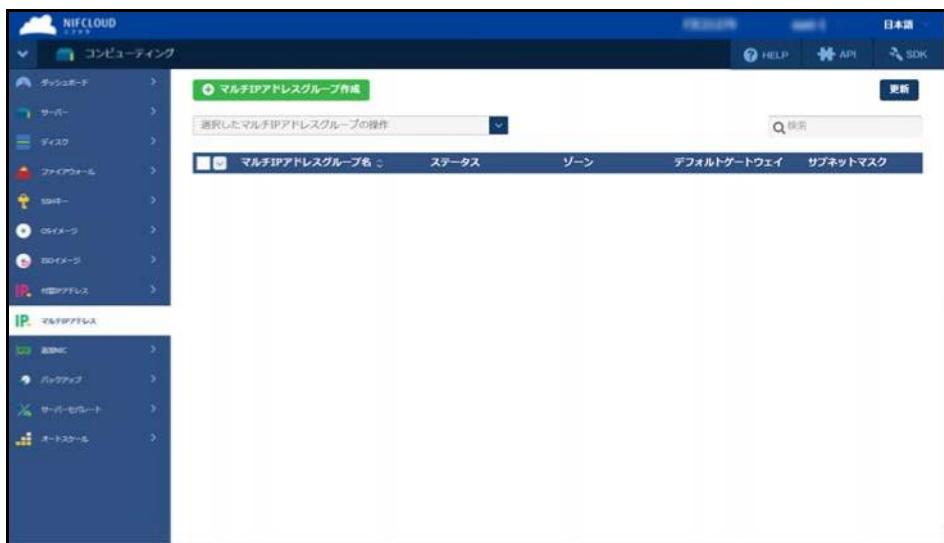 NIFCLOUD
ニフクラ
日本語
コンピューティング
HELP
API
SDK
ダッシュボード
サーバー
ディスク
ファイアウォール
SSHキー
OSイメージ
ISOイメージ
付替IPアドレス
マルチIPアドレス
追加NIC
バックアップ
サーバーセパレート
オートスケール
マルチIPアドレスグループ作成
更新
選択したマルチIPアドレスグループの操作
検索
マルチIPアドレスグループ名 ステータス ゾーン デフォルトゲートウェイ サブネットマスク